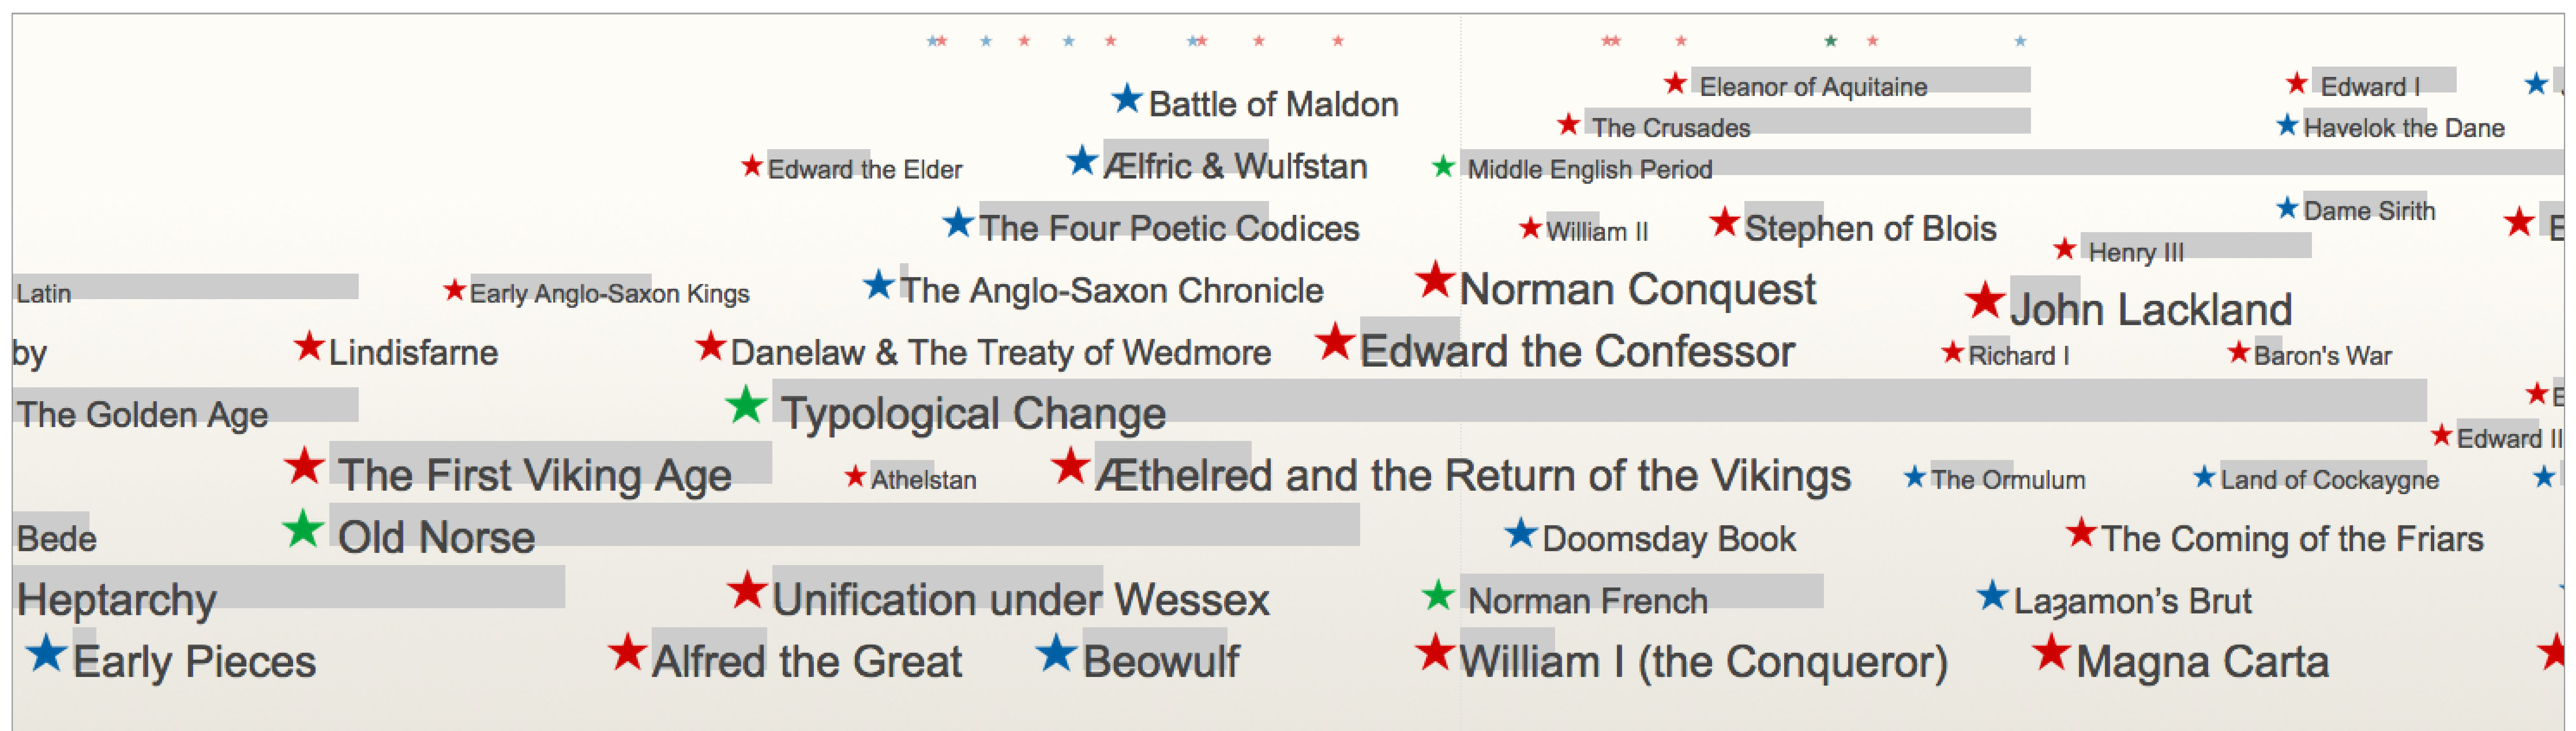 Eleanor of Aquitaine
Edward I
Battle of Maldon
The Crusades
Havelok the Dane
Edward the Elder
Ælfric & Wulfstan
Middle English Period
Dame Sirith
The Four Poetic Codices
William II
Stephen of Blois
Henry III
Latin
Early Anglo-Saxon Kings
The Anglo-Saxon Chronicle
Norman Conquest
John Lackland
by
Lindisfarne
Danelaw & The Treaty of Wedmore
Edward the Confessor
Richard I
Baron's War
The Golden Age
Typological Change
Edward II
The First Viking Age
Athelstan
Æthelred and the Return of the Vikings
The Ormulum
Land of Cockaygne
Bede
Old Norse
Doomsday Book
The Coming of the Friars
Heptarchy
Unification under Wessex
Norman French
Laȝamon’s Brut
Early Pieces
Alfred the Great
Beowulf
William I (the Conqueror)
Magna Carta